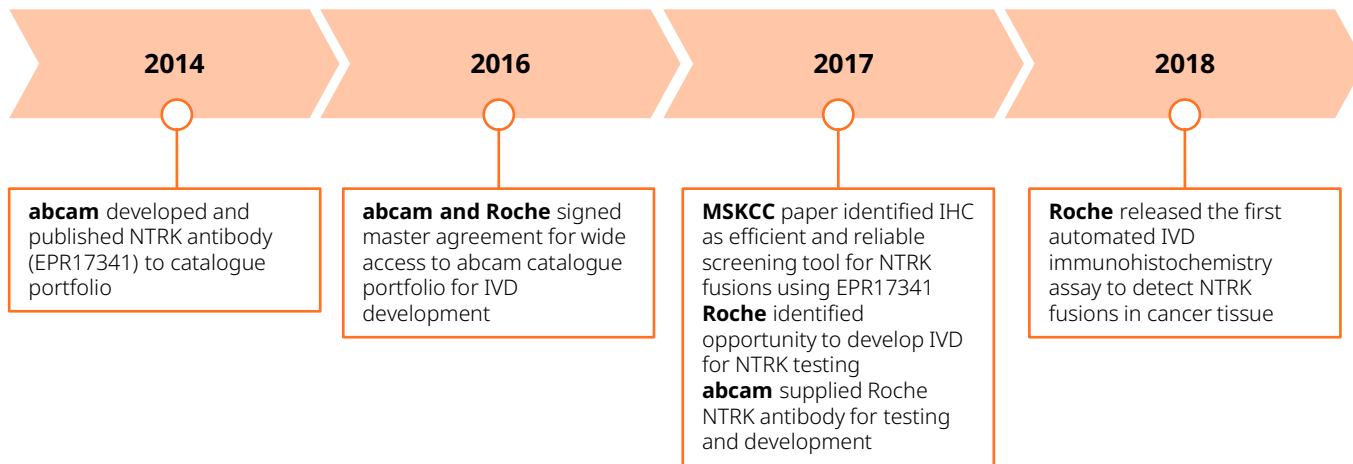 2014
2016
2017
2018
abcam developed and
published NTRK antibody
(EPR17341) to catalogue
portfolio
abcam and Roche signed
master agreement for wide
access to abcam catalogue
portfolio for IVD
development
MSKCC paper identified IHC
as efficient and reliable
screening tool for NTRK
fusions using EPR17341
Roche identified
opportunity to develop IVD
for NTRK testing
abcam supplied Roche
NTRK antibody for testing
and development
Roche released the first
automated IVD
immunohistochemistry
assay to detect NTRK
fusions in cancer tissue